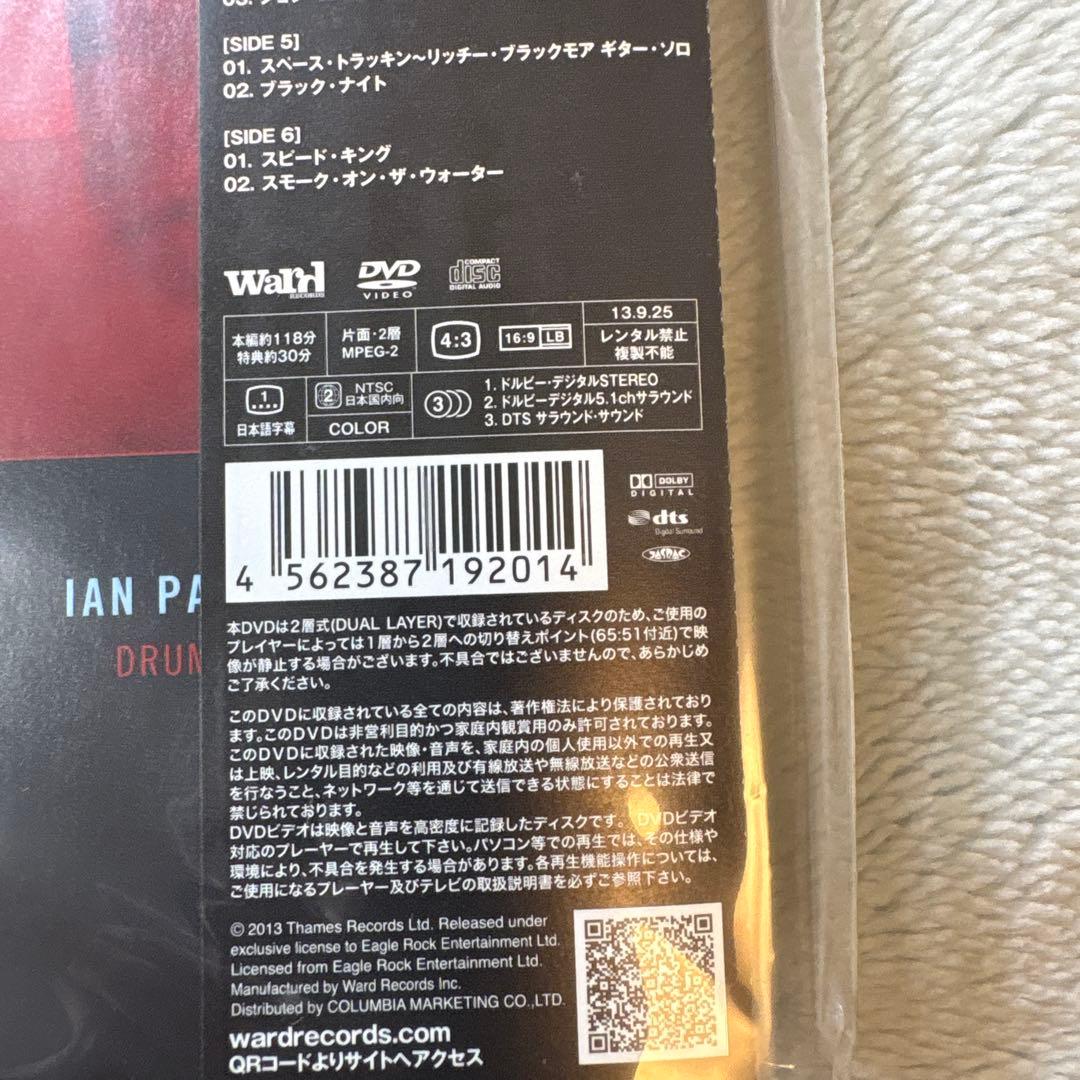 [SIDE 5]
01. スペース・トラッキン〜リッチー・ブラックモア ギター・ソロ
02. ブラック・ナイト
[SIDE 6]
01. スピード・キング
02. スモーク・オン・ザ・ウォーター
Ward
RECORDS
DVD
VIDEO
COMPACT
disc
DIGITAL AUDIO
本編約118分
特典約30分
片面・2層
MPEG-2
4:3
16:9 LB
13.9.25
レンタル禁止
複製不能
1
日本語字幕
2
NTSC
日本国内向
COLOR
3
1. ドルビー・デジタルSTEREO
2. ドルビーデジタル5.1chサラウンド
3. DTS サラウンド・サウンド
4 562387 192014
DOLBY
DIGITAL
dts
Digital Surround
JASRAC
IAN PA
DRUM
本DVDは2層式(DUAL LAYER)で収録されているディスクのため、ご使用の
プレイヤーによっては1層から2層への切り替えポイント(65:51付近)で映
像が静止する場合がございます。不具合ではございませんので、あらかじめ
ご了承ください。
このDVDに収録されている全ての内容は、著作権法により保護されており
ます。このDVDは非営利目的かつ家庭内観賞用のみ許可されております。
このDVDに収録された映像・音声を、家庭内の個人使用以外での再生又
は上映、レンタル目的などの利用及び有線放送や無線放送などの公衆送信
を行なうこと、ネットワーク等を通じて送信できる状態にすることは法律で
禁じられております。
DVDビデオは映像と音声を高密度に記録したディスクです。 DVDビデオ
対応のプレーヤーで再生して下さい。パソコン等での再生では、その仕様や
環境により、不具合を発生する場合があります。各再生機能操作については、
ご使用になるプレーヤー及びテレビの取扱説明書を必ずご参照下さい。
© 2013 Thames Records Ltd. Released under
exclusive license to Eagle Rock Entertainment Ltd.
Licensed from Eagle Rock Entertainment Ltd.
Manufactured by Ward Records Inc.
Distributed by COLUMBIA MARKETING CO.,LTD.
wardrecords.com
QRコードよりサイトへアクセス